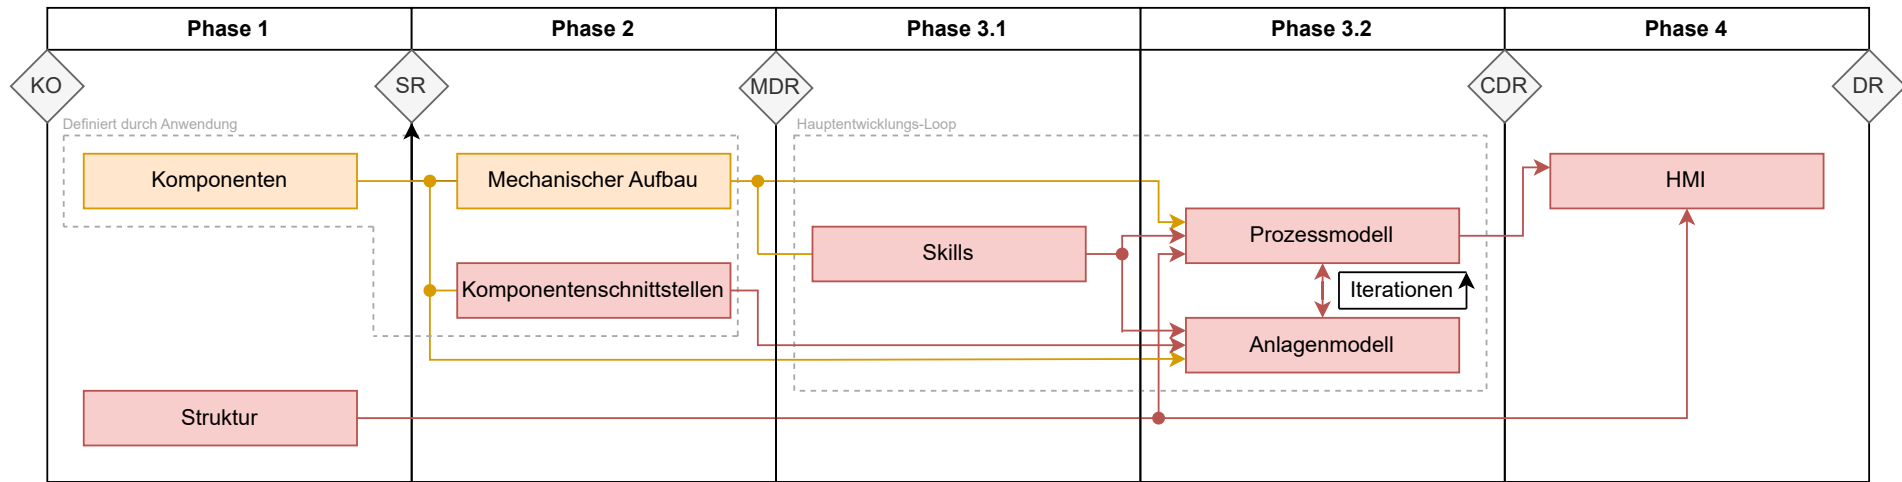 Phase 1
Phase 2
Phase 3.1
Phase 3.2
Phase 4
KO
SR
MDR
CDR
DR
Definiert durch Anwendung
Hauptentwicklungs-Loop
Komponenten
Mechanischer Aufbau
HMI
Skills
Prozessmodell
Komponentenschnittstellen
Iterationen
Anlagenmodell
Struktur